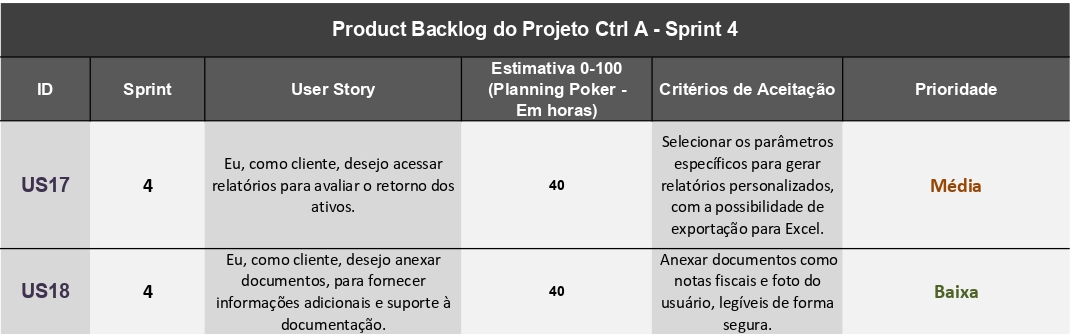 Product Backlog do Projeto Ctrl A - Sprint 4
ID
Sprint
User Story
Estimativa 0-100
(Planning Poker -
Em horas)
Critérios de Aceitação
Prioridade
US17
4
Eu, como cliente, desejo acessar
relatórios para avaliar o retorno dos
ativos.
40
Selecionar os parâmetros
específicos para gerar
relatórios personalizados,
com a possibilidade de
exportação para Excel.
Média
US18
4
Eu, como cliente, desejo anexar
documentos, para fornecer
informações adicionais e suporte à
documentação.
40
Anexar documentos como
notas fiscais e foto do
usuário, legíveis de forma
segura.
Baixa